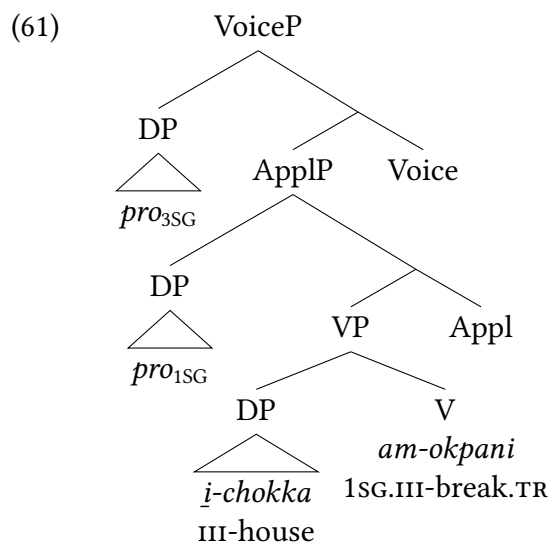 (61) VoiceP
DP
ApplP Voice
pro3SG
DP
VP Appl
pro1SG
DP V
am-okpani
i̱-chokka 1SG.III-break.TR
III-house